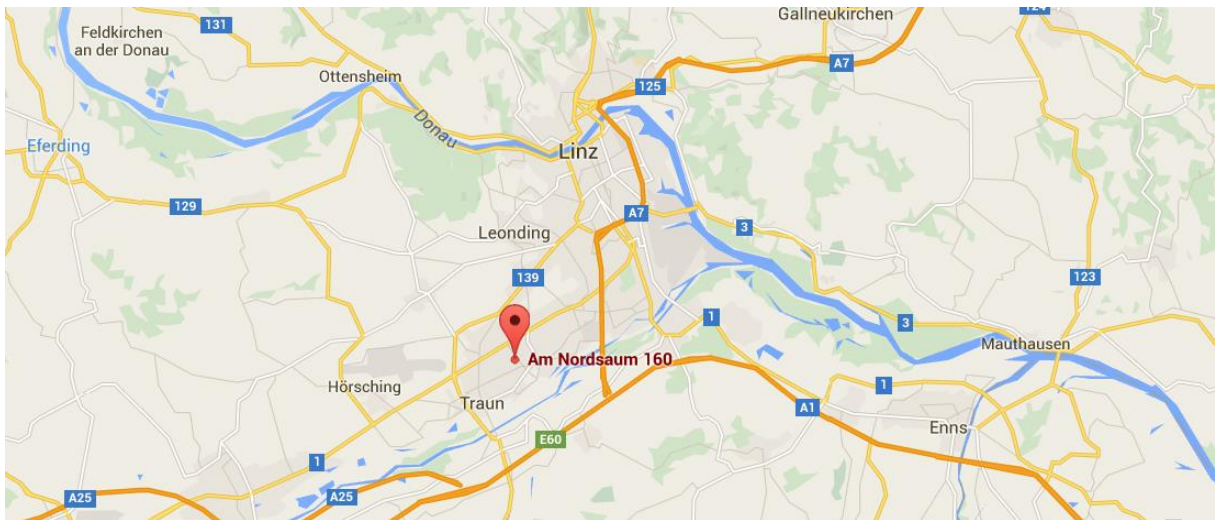 131
124
Gallneukirchen
Feldkirchen
an der Donau
A7
Ottensheim
125
Donau
Eferding
Linz
129
A7
3
Leonding
139
123
1
3
Mauthausen
Am Nordsaum 160
Hörsching
1
Traun
A1
Enns
E60
1
A25
A25